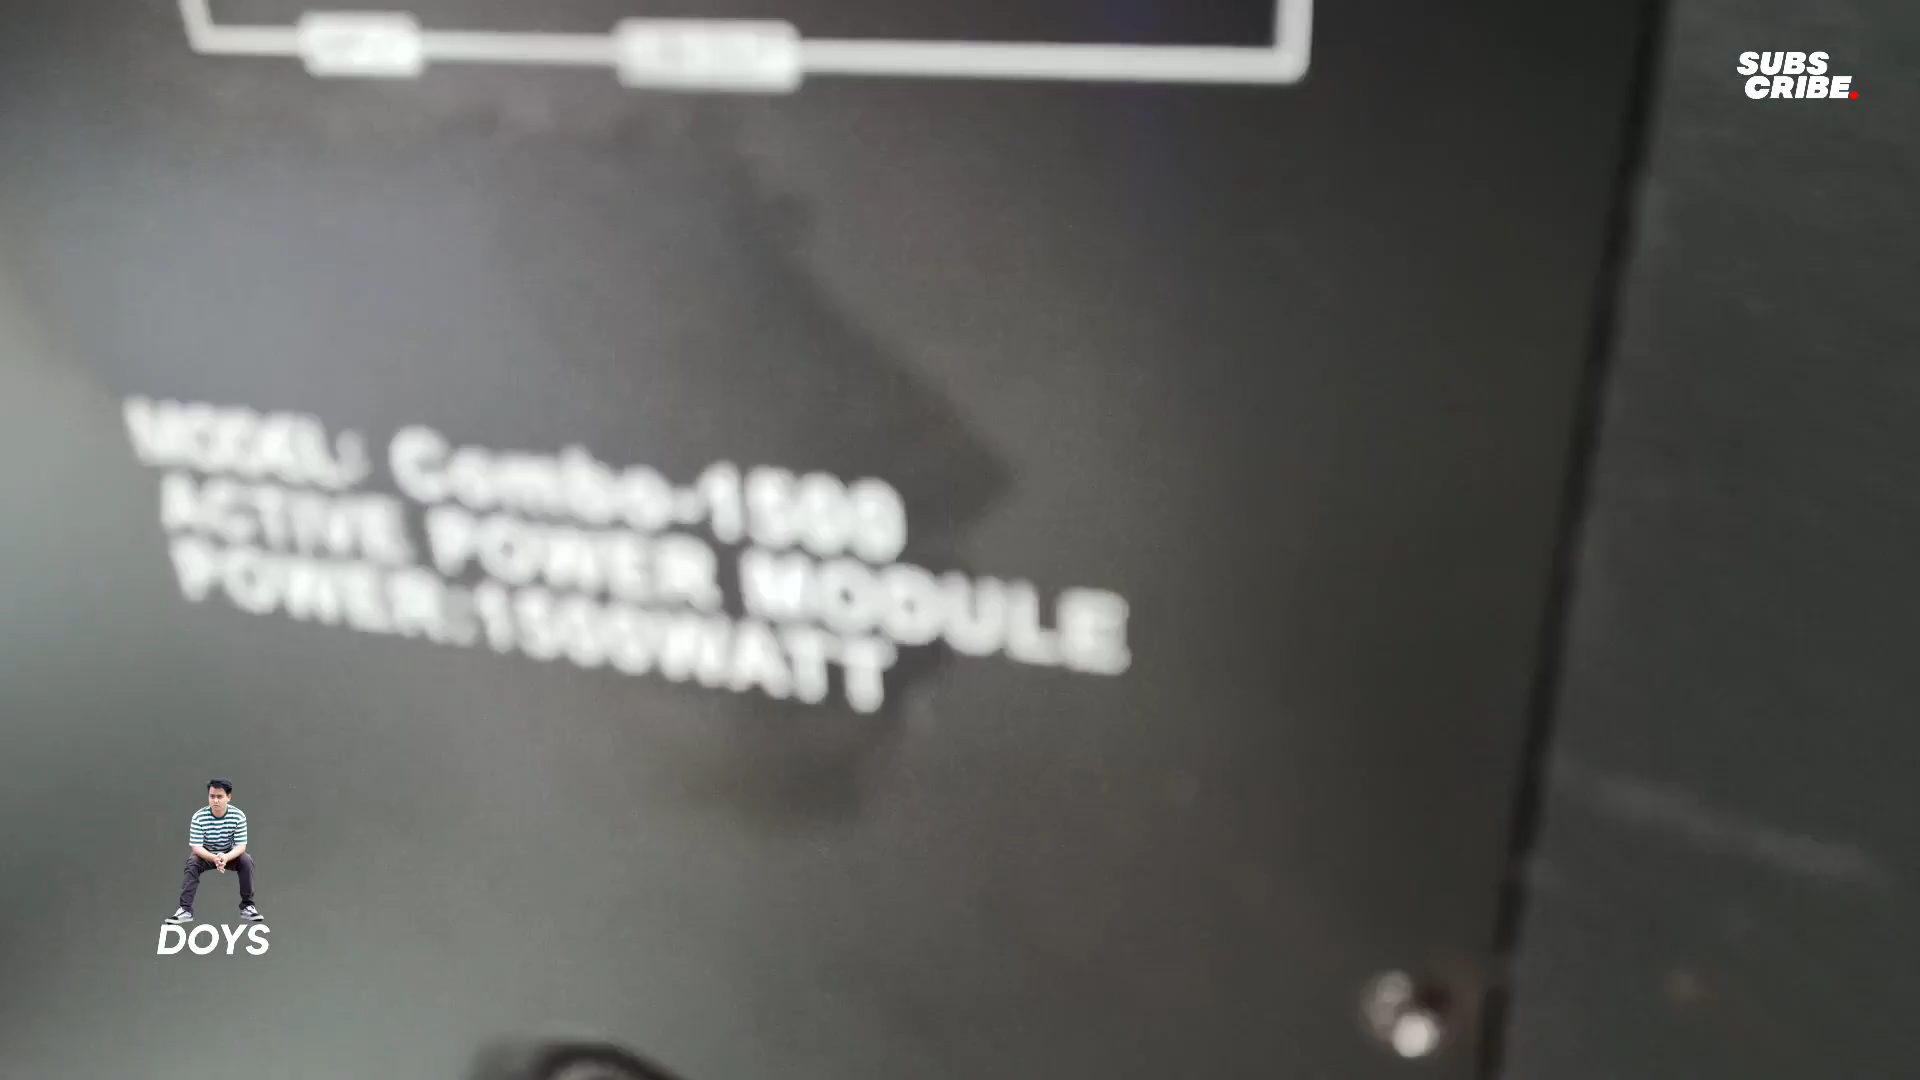 SUBS
CRIBE.
MODEL: Combo-1500
ACTIVE POWER MODULE
POWER:1500WATT
DOYS